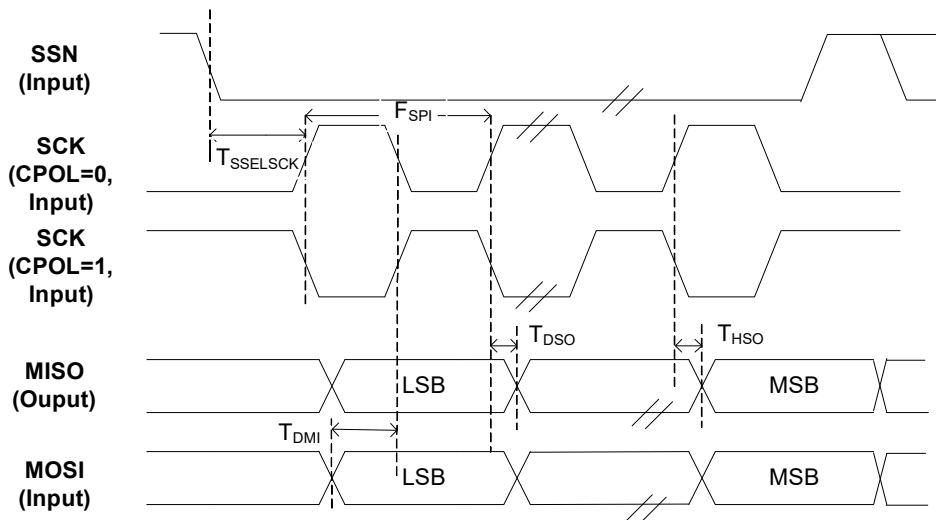 SSN
(Input)
F_SPI
T_SSELSCK
SCK
(CPOL=0,
Input)
SCK
(CPOL=1,
Input)
T_DSO
T_HSO
MISO
(Ouput)
LSB
MSB
T_DMI
MOSI
(Input)
LSB
MSB